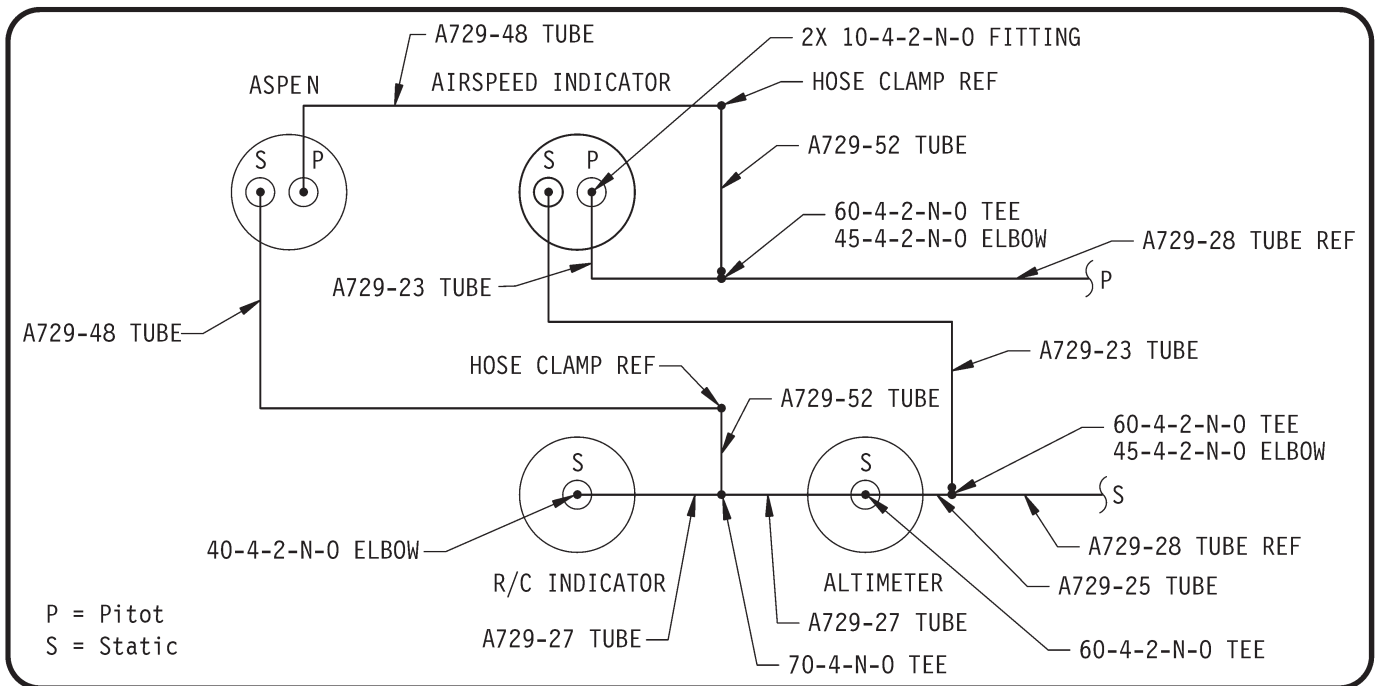 A729-48 TUBE
2X 10-4-2-N-O FITTING
ASPEN
AIRSPEED INDICATOR
HOSE CLAMP REF
A729-52 TUBE
S
P
S
P
60-4-2-N-O TEE
45-4-2-N-O ELBOW
A729-28 TUBE REF
P
A729-23 TUBE
A729-48 TUBE
A729-23 TUBE
HOSE CLAMP REF
A729-52 TUBE
60-4-2-N-O TEE
45-4-2-N-O ELBOW
S
S
S
40-4-2-N-O ELBOW
A729-28 TUBE REF
R/C INDICATOR
ALTIMETER
A729-25 TUBE
P = Pitot
S = Static
A729-27 TUBE
A729-27 TUBE
70-4-N-O TEE
60-4-2-N-O TEE